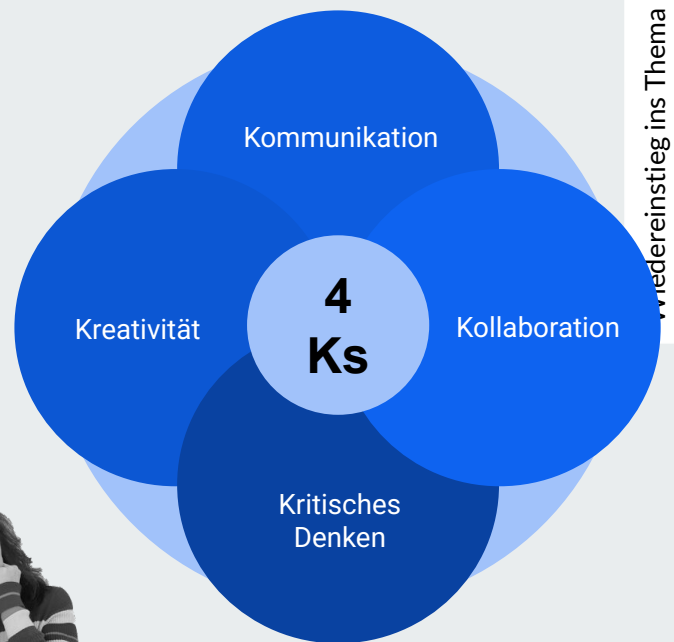 Kommunikation
Kreativität
4
Ks
Kollaboration
Kritisches
Denken
Wiedereinstieg ins Thema